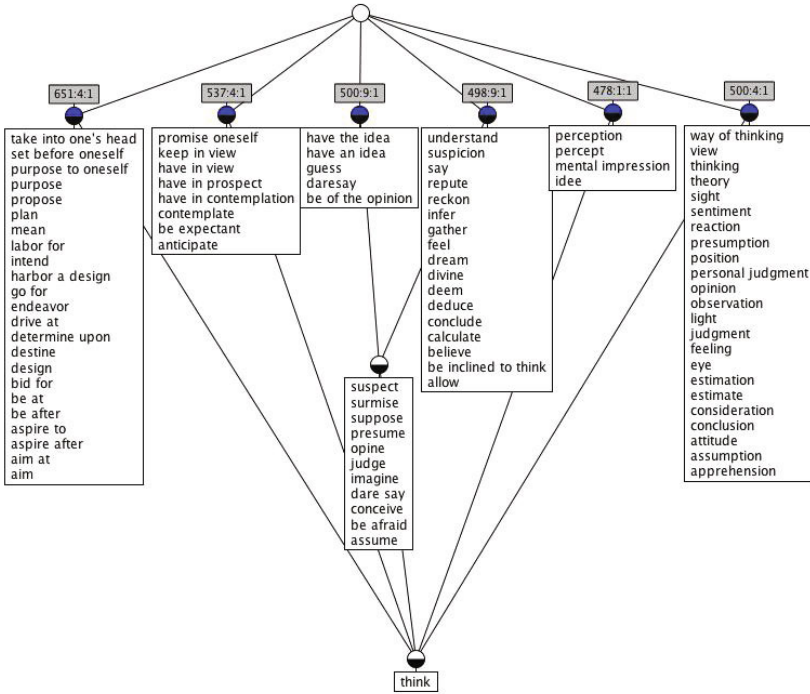 651:4:1
537:4:1
500:9:1
498:9:1
478:1:1
500:4:1
take into one's head
set before oneself
purpose to oneself
purpose
propose
plan
mean
labor for
intend
harbor a design
go for
endeavor
drive at
determine upon
destine
design
bid for
be at
be after
aspire to
aspire after
aim at
aim
promise oneself
keep in view
have in view
have in prospect
have in contemplation
contemplate
be expectant
anticipate
have the idea
have an idea
guess
daresay
be of the opinion
understand
suspicion
say
repute
reckon
infer
gather
feel
dream
divine
deem
deduce
conclude
calculate
believe
be inclined to think
allow
perception
percept
mental impression
idee
way of thinking
view
thinking
theory
sight
sentiment
reaction
presumption
position
personal judgment
opinion
observation
light
judgment
feeling
eye
estimation
estimate
consideration
conclusion
attitude
assumption
apprehension
suspect
surmise
suppose
presume
opine
judge
imagine
dare say
conceive
be afraid
assume
think